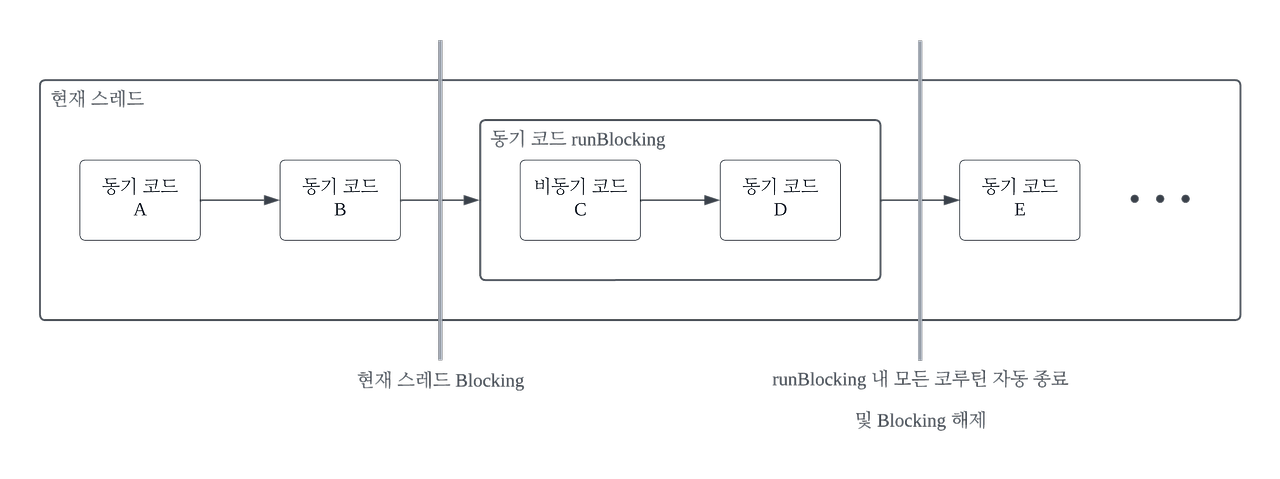 현재 스레드
동기 코드 runBlocking
동기 코드
A
동기 코드
B
비동기 코드
C
동기 코드
D
동기 코드
E
현재 스레드 Blocking
runBlocking 내 모든 코루틴 자동 종료
및 Blocking 해제